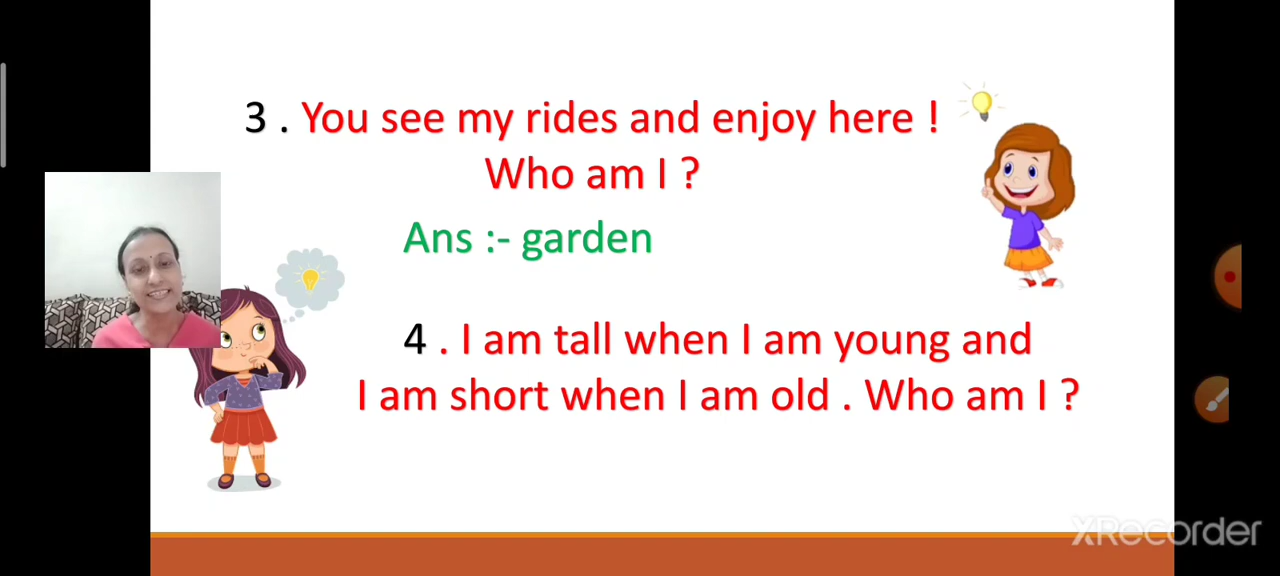 3 . You see my rides and enjoy here !
Who am I ?
Ans :- garden
4 . I am tall when I am young and
I am short when I am old . Who am I ?
XRecorder